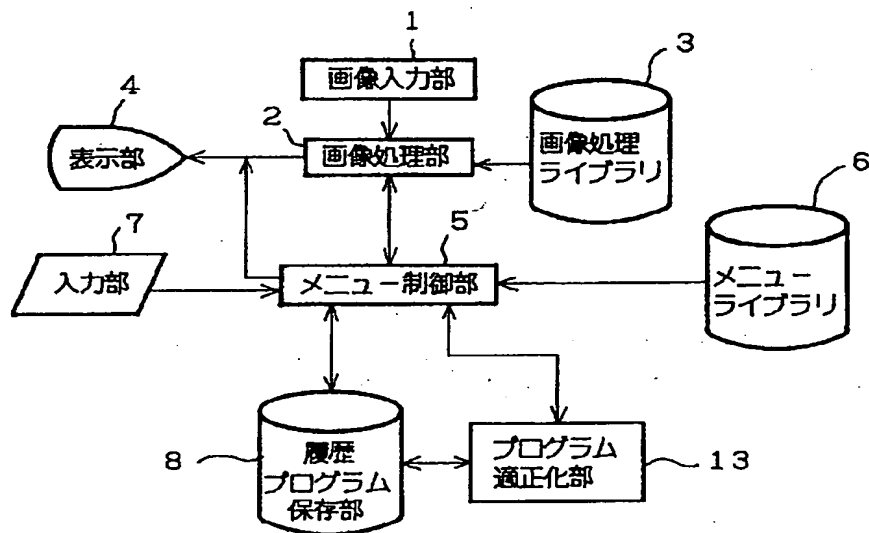 1
画像入力部
3
4
2
表示部
画像処理部
画像処理
ライブラリ
6
7
5
入力部
メニュー制御部
メニュー
ライブラリ
8
履歴
プログラム
保存部
プログラム
適正化部
13